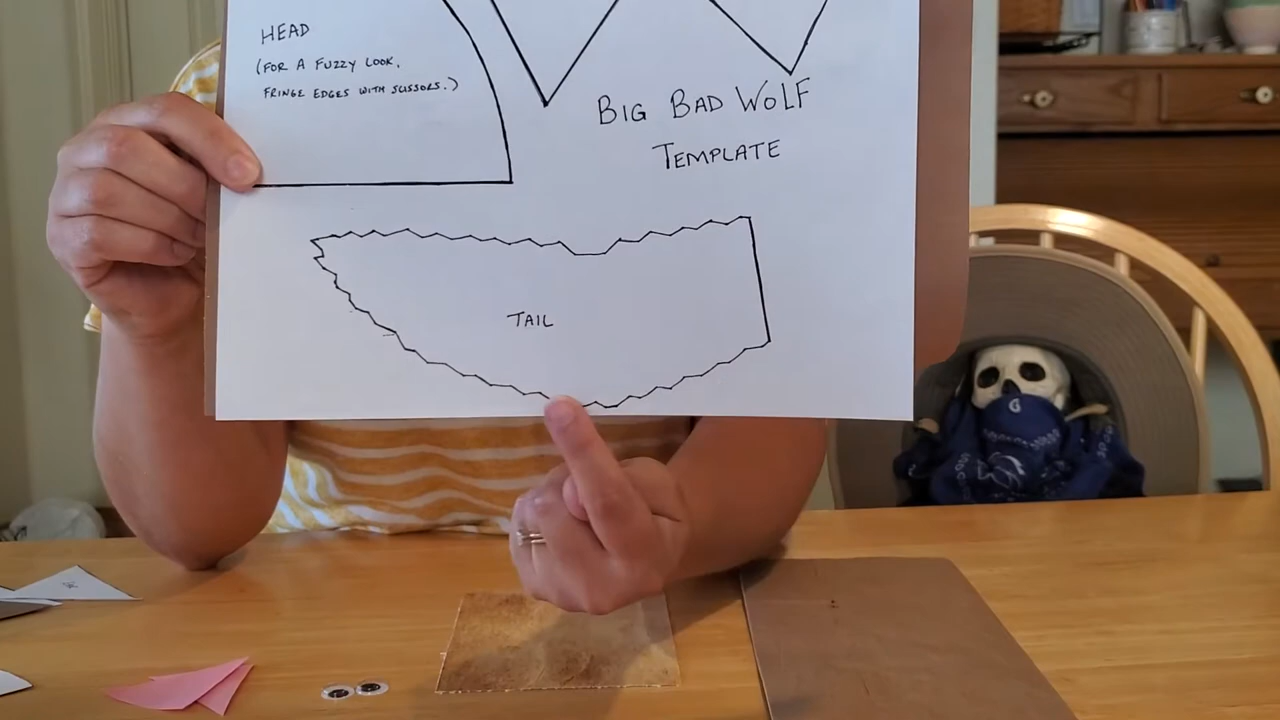 HEAD
(FOR A FUZZY LOOK,
FRINGE EDGES WITH SCISSORS.)
BIG BAD WOLF
TEMPLATE
TAIL